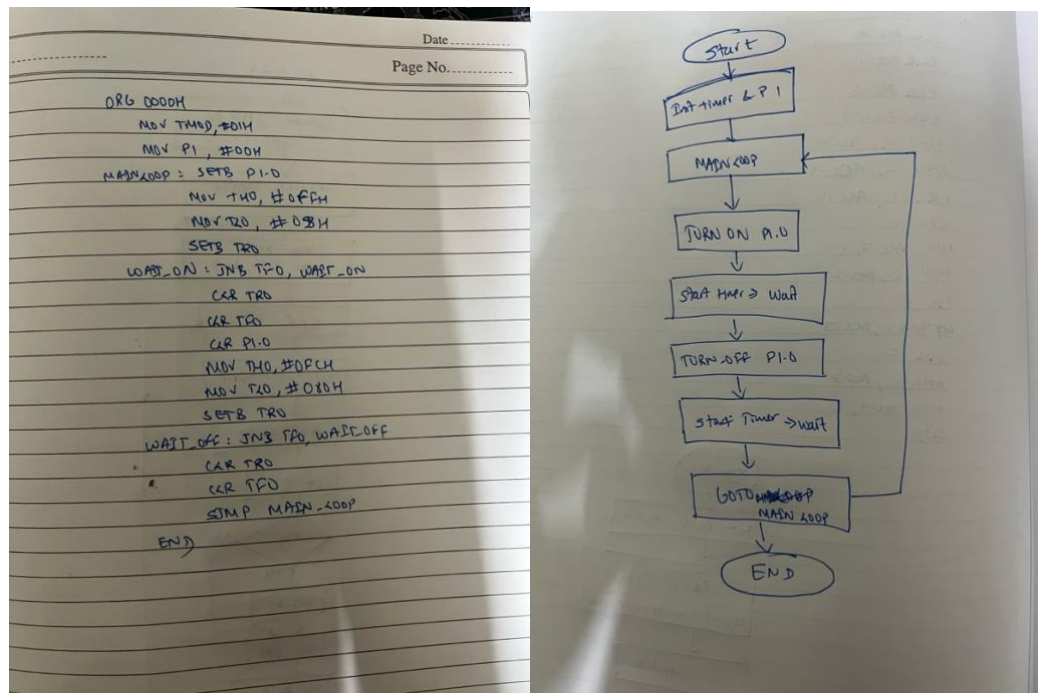 Date
Page No.
ORG 0000H
MOV TMOD, #01H
MOV P1, #00H
MAINLOOP: SETB P1.0
MOV TH0, #0FFH
MOV TL0,
SETB TR0
WAIT_ON: JNB TF0, WAIT_ON
CLR TR0
CLR TF0
CLR P1.0
MOV TH0, #0FCH
MOV TL0, #080H
SETB TR0
WAIT_OFF: JNB TF0, WAIT_OFF
CLR TR0
CLR TF0
SJMP MAIN_LOOP
END
Start
Init timer & P1
MAIN LOOP
TURN ON P1.0
Start timer → Wait
TURN OFF P1.0
Start Timer → wait
GOTO
MAIN LOOP
END